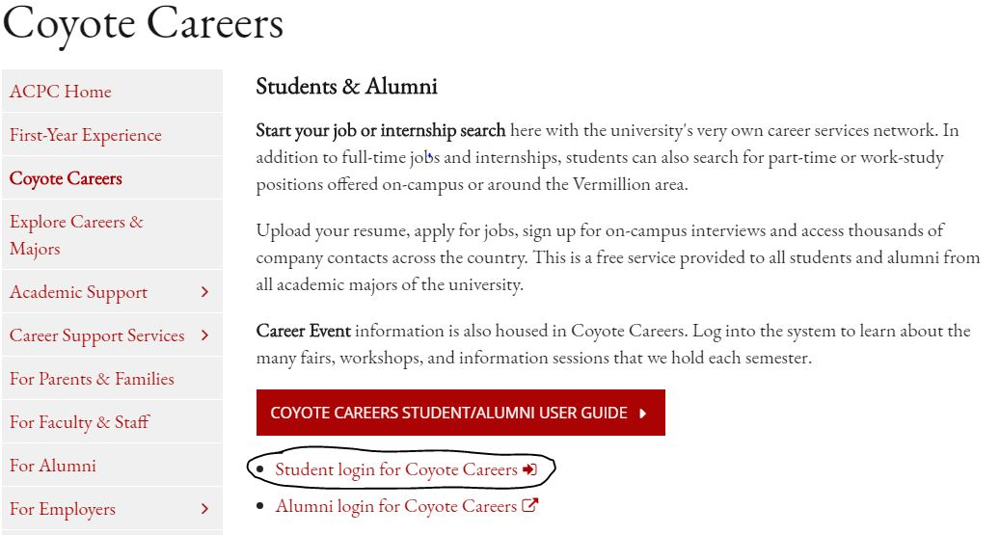 Coyote Careers
ACPC Home
First-Year Experience
Coyote Careers
Explore Careers &
Majors
Academic Support
Career Support Services
For Parents & Families
For Faculty & Staff
For Alumni
For Employers
Students & Alumni
Start your job or internship search here with the university's very own career services network. In
addition to full-time jobs and internships, students can also search for part-time or work-study
positions offered on-campus or around the Vermillion area.
Upload your resume, apply for jobs, sign up for on-campus interviews and access thousands of
company contacts across the country. This is a free service provided to all students and alumni from
all academic majors of the university.
Career Event information is also housed in Coyote Careers. Log into the system to learn about the
many fairs, workshops, and information sessions that we hold each semester.
COYOTE CAREERS STUDENT/ALUMNI USER GUIDE
Student login for Coyote Careers
Alumni login for Coyote Careers